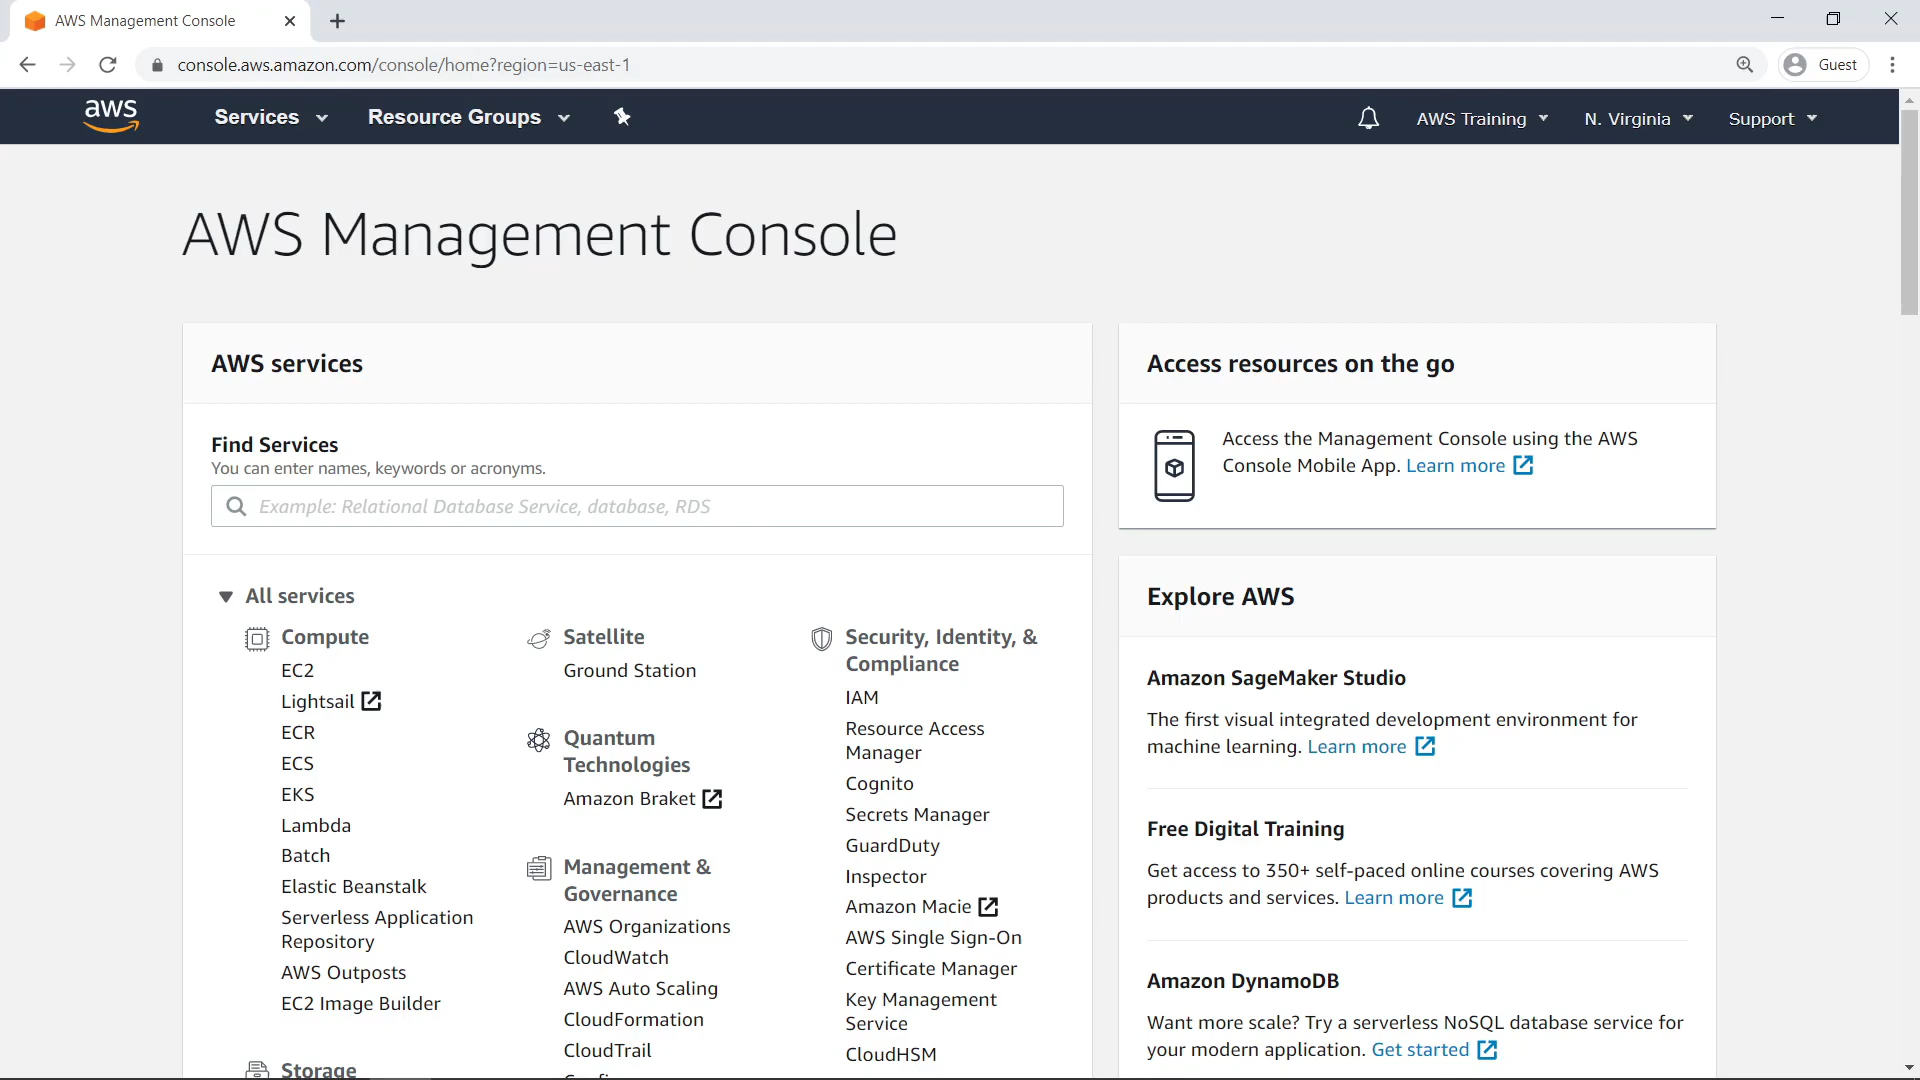 AWS Management Console
console.aws.amazon.com/console/home?region=us-east-1
Guest
aws
Services
Resource Groups
AWS Training
N. Virginia
Support
AWS Management Console
AWS services
Find Services
You can enter names, keywords or acronyms.
Example: Relational Database Service, database, RDS
All services
Compute
EC2
Lightsail
ECR
ECS
EKS
Lambda
Batch
Elastic Beanstalk
Serverless Application
Repository
AWS Outposts
EC2 Image Builder
Storage
Satellite
Ground Station
Quantum
Technologies
Amazon Braket
Management &
Governance
AWS Organizations
CloudWatch
AWS Auto Scaling
CloudFormation
CloudTrail
Security, Identity, &
Compliance
IAM
Resource Access
Manager
Cognito
Secrets Manager
GuardDuty
Inspector
Amazon Macie
AWS Single Sign-On
Certificate Manager
Key Management
Service
CloudHSM
Access resources on the go
Access the Management Console using the AWS
Console Mobile App. Learn more
Explore AWS
Amazon SageMaker Studio
The first visual integrated development environment for
machine learning. Learn more
Free Digital Training
Get access to 350+ self-paced online courses covering AWS
products and services. Learn more
Amazon DynamoDB
Want more scale? Try a serverless NoSQL database service for
your modern application. Get started